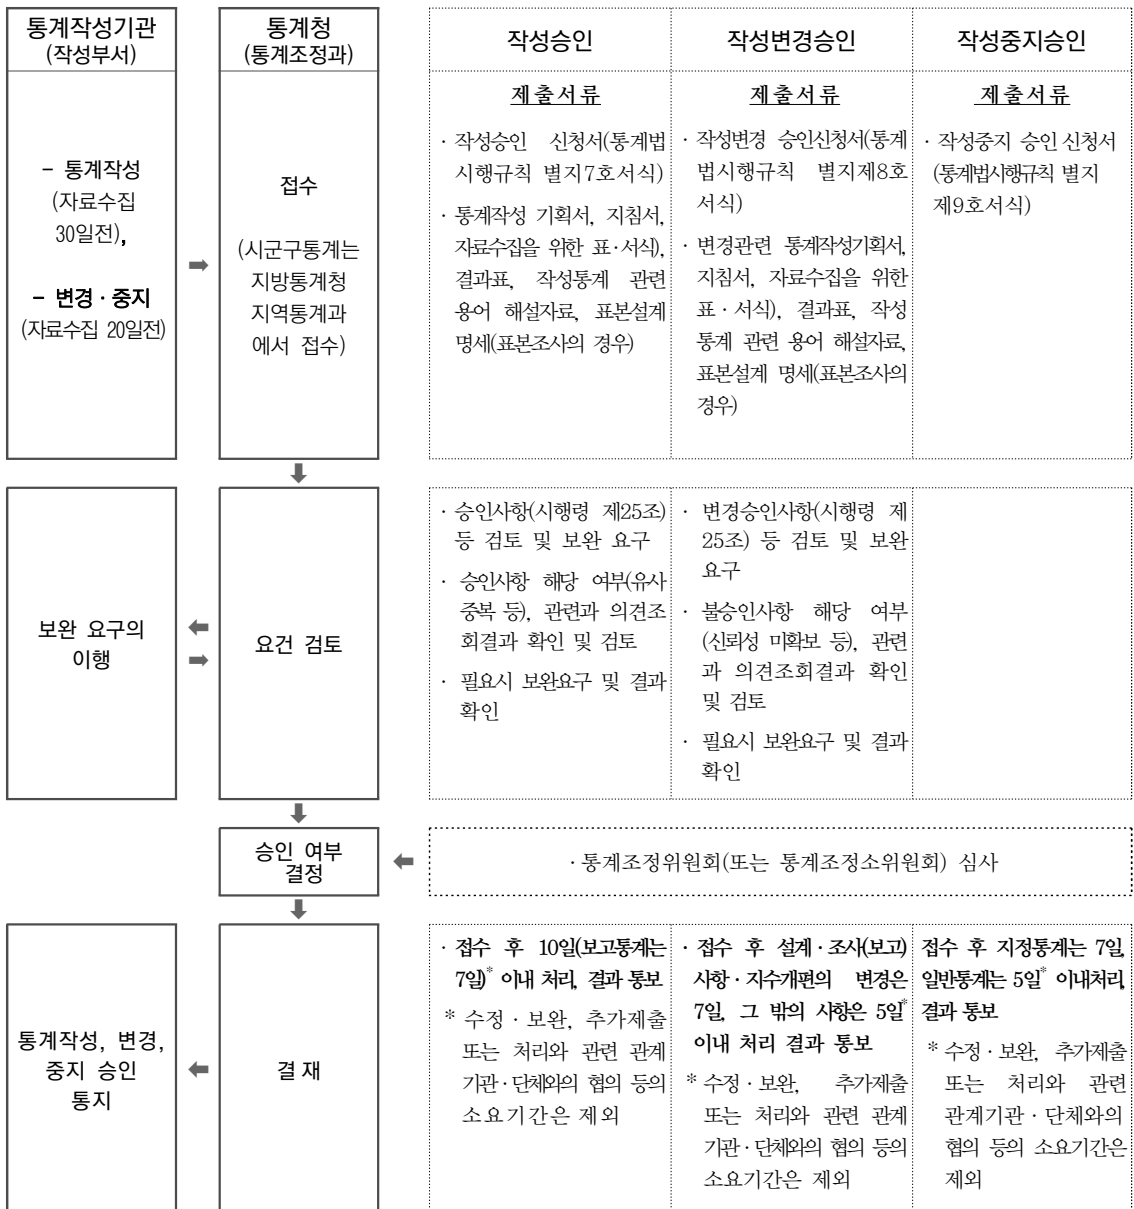 통계작성기관
(작성부서)
통계청
(통계조정과)
작성승인
작성변경승인
작성중지승인
- 통계작성
(자료수집
30일전),
- 변경·중지
(자료수집 20일전)
접수
(시군구통계는
지방통계청
지역통계과
에서 접수)
제출서류
· 작성승인 신청서(통계법
시행규칙 별지7호서식)
· 통계작성 기획서, 지침서,
자료수집을 위한 표·서식),
결과표, 작성통계 관련
용어 해설자료, 표본설계
명세(표본조사의 경우)
제출서류
· 작성변경 승인신청서(통계
법시행규칙 별지제8호
서식)
· 변경관련 통계작성기획서,
지침서, 자료수집을 위한
표·서식), 결과표, 작성
통계 관련 용어 해설자료,
표본설계 명세(표본조사의
경우)
제출서류
· 작성중지 승인 신청서
(통계법시행규칙 별지
제9호서식)
보완 요구의
이행
요건 검토
· 승인사항(시행령 제25조)
등 검토 및 보완 요구
· 승인사항 해당 여부(유사
중복 등), 관련과 의견조
회결과 확인 및 검토
· 필요시 보완요구 및 결과
확인
· 변경승인사항(시행령 제
25조) 등 검토 및 보완
요구
· 불승인사항 해당 여부
(신뢰성 미확보 등), 관련
과 의견조회결과 확인
및 검토
· 필요시 보완요구 및 결과
확인
승인 여부
결정
·통계조정위원회(또는 통계조정소위원회) 심사
통계작성, 변경,
중지 승인
통지
결재
· 접수 후 10일(보고통계는
7일)* 이내 처리, 결과 통보
* 수정·보완, 추가제출
또는 처리와 관련 관계
기관·단체와의 협의 등의
소요기간은 제외
· 접수 후 설계·조사(보고)
사항·지수개편의 변경은
7일, 그 밖의 사항은 5일*
이내 처리 결과 통보
* 수정·보완, 추가제출
또는 처리와 관련 관계
기관·단체와의 협의 등의
소요기간은 제외
접수 후 지정통계는 7일,
일반통계는 5일* 이내처리,
결과 통보
* 수정·보완, 추가제출
또는 처리와 관련
관계기관·단체와의
협의 등의 소요기간은
제외